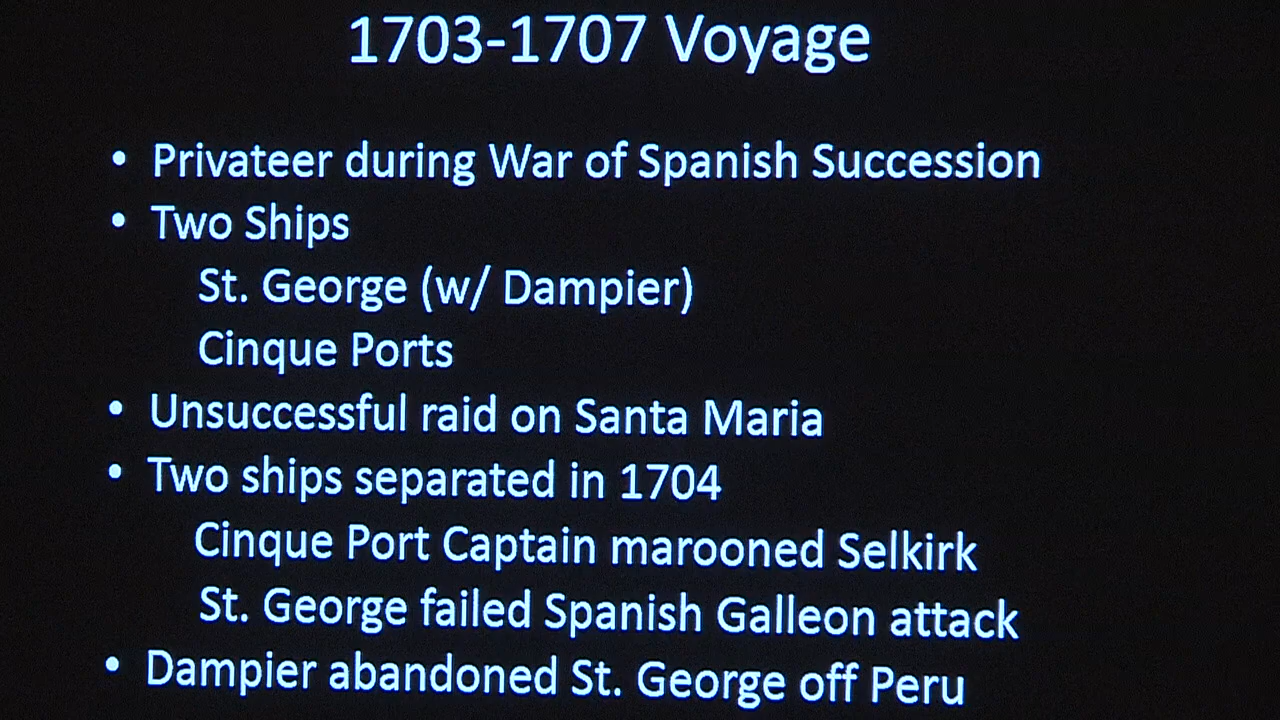 1703-1707 Voyage
• Privateer during War of Spanish Succession
• Two Ships
St. George (w/ Dampier)
Cinque Ports
• Unsuccessful raid on Santa Maria
• Two ships separated in 1704
Cinque Port Captain marooned Selkirk
St. George failed Spanish Galleon attack
• Dampier abandoned St. George off Peru